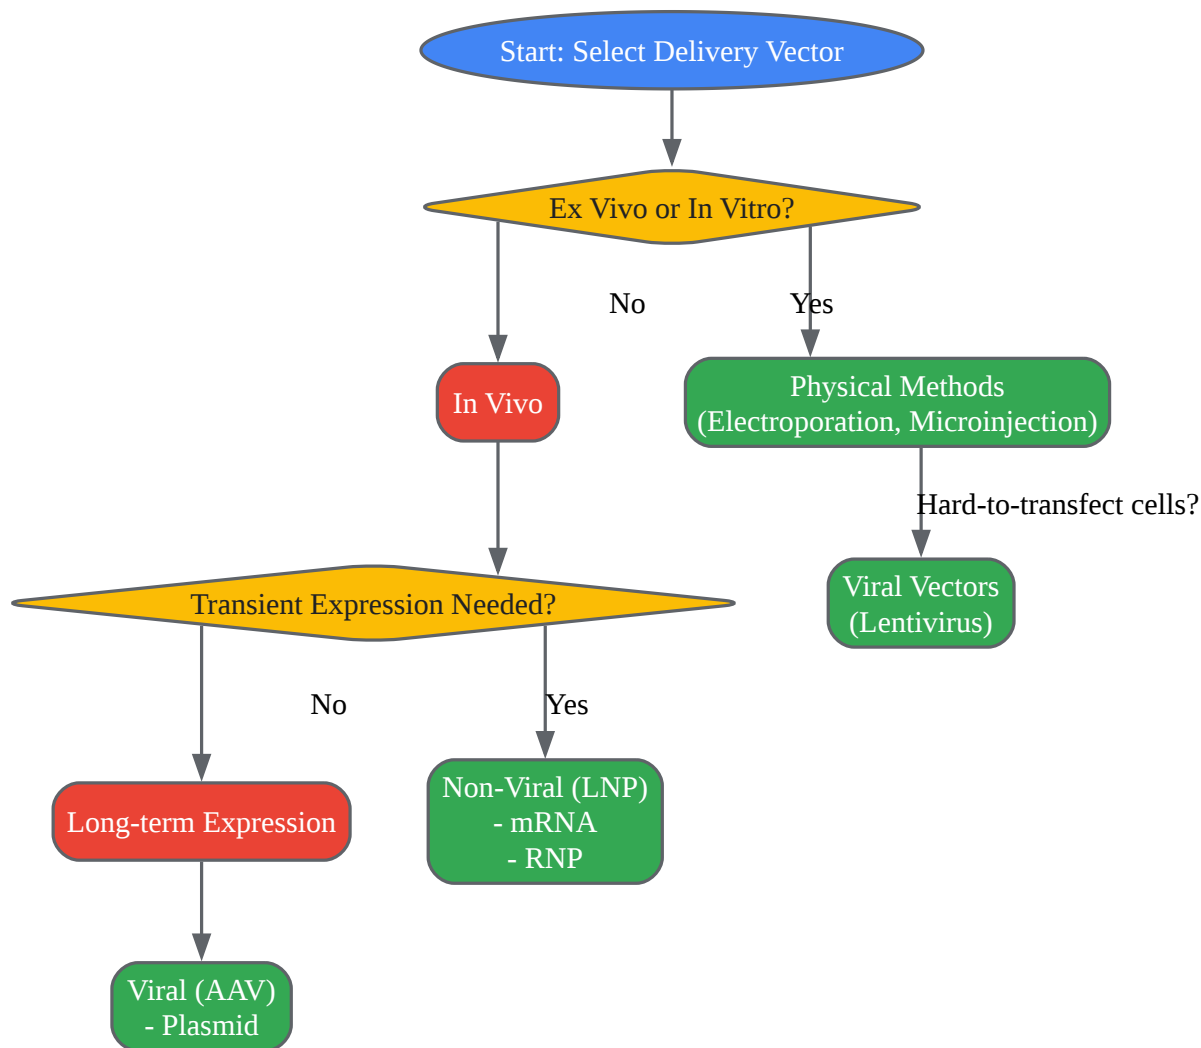 Start: Select Delivery Vector
Ex Vivo or In Vitro?
No
Yes
In Vivo
Physical Methods
(Electroporation, Microinjection)
Hard-to-transfect cells?
Viral Vectors
(Lentivirus)
Transient Expression Needed?
No
Yes
Long-term Expression
Non-Viral (LNP)
- mRNA
- RNP
Viral (AAV)
- Plasmid